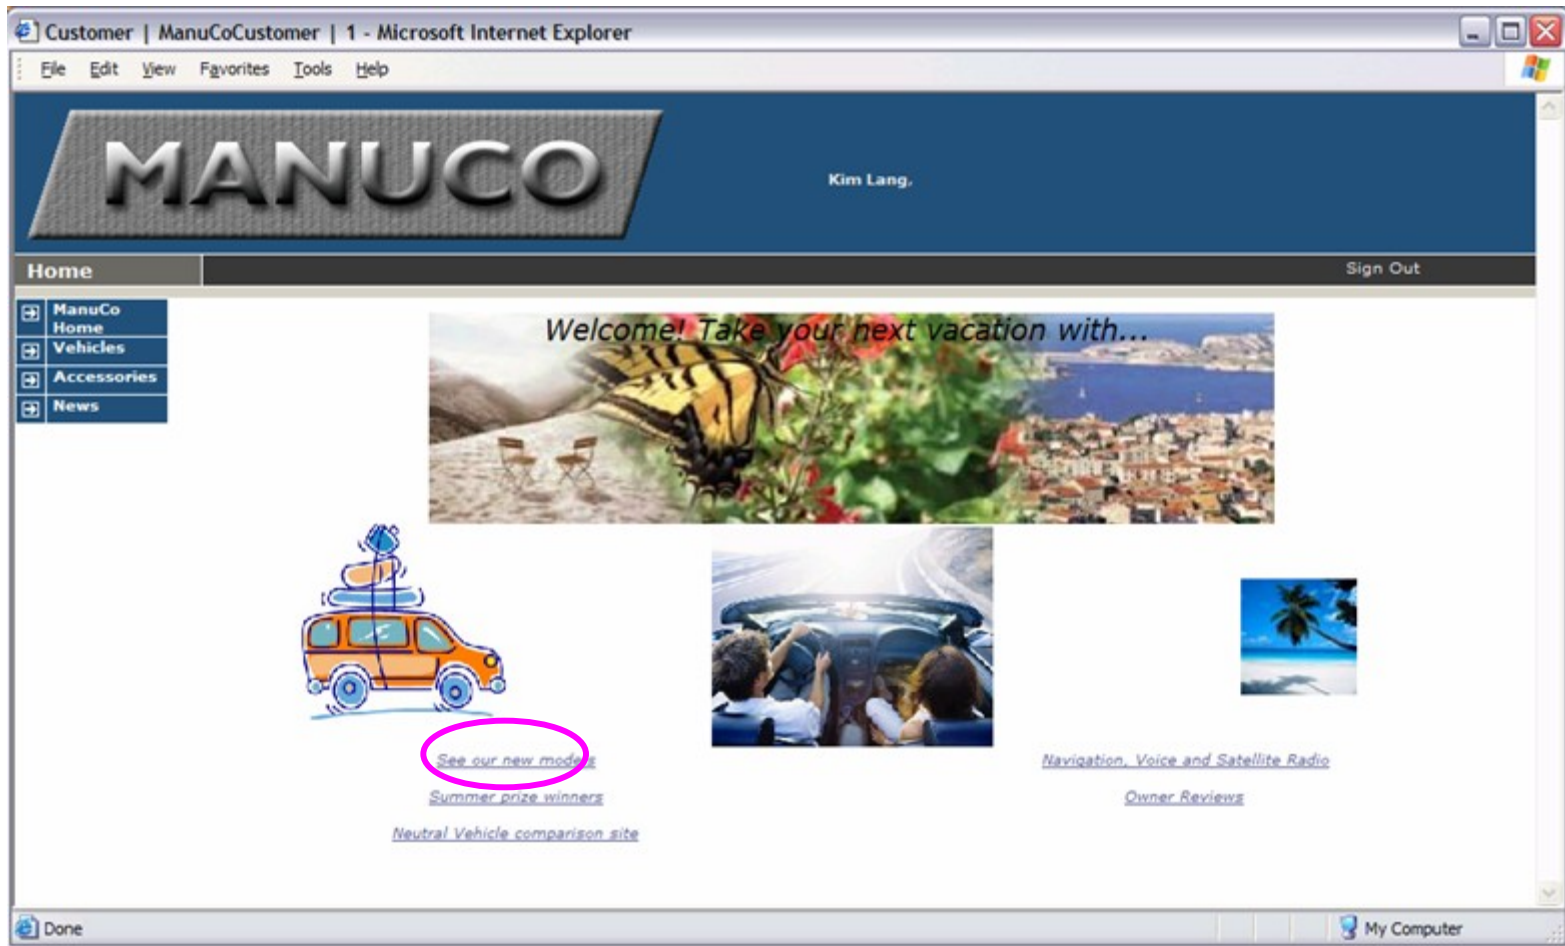 Customer | ManuCoCustomer | 1 - Microsoft Internet Explorer
File Edit View Favorites Tools Help
MANUCO
Kim Lang,
Home
Sign Out
ManuCo
Home
Vehicles
Accessories
News
Welcome! Take your next vacation with...
See our new models
Navigation, Voice and Satellite Radio
Summer prize winners
Owner Reviews
Neutral Vehicle comparison site
Done
My Computer